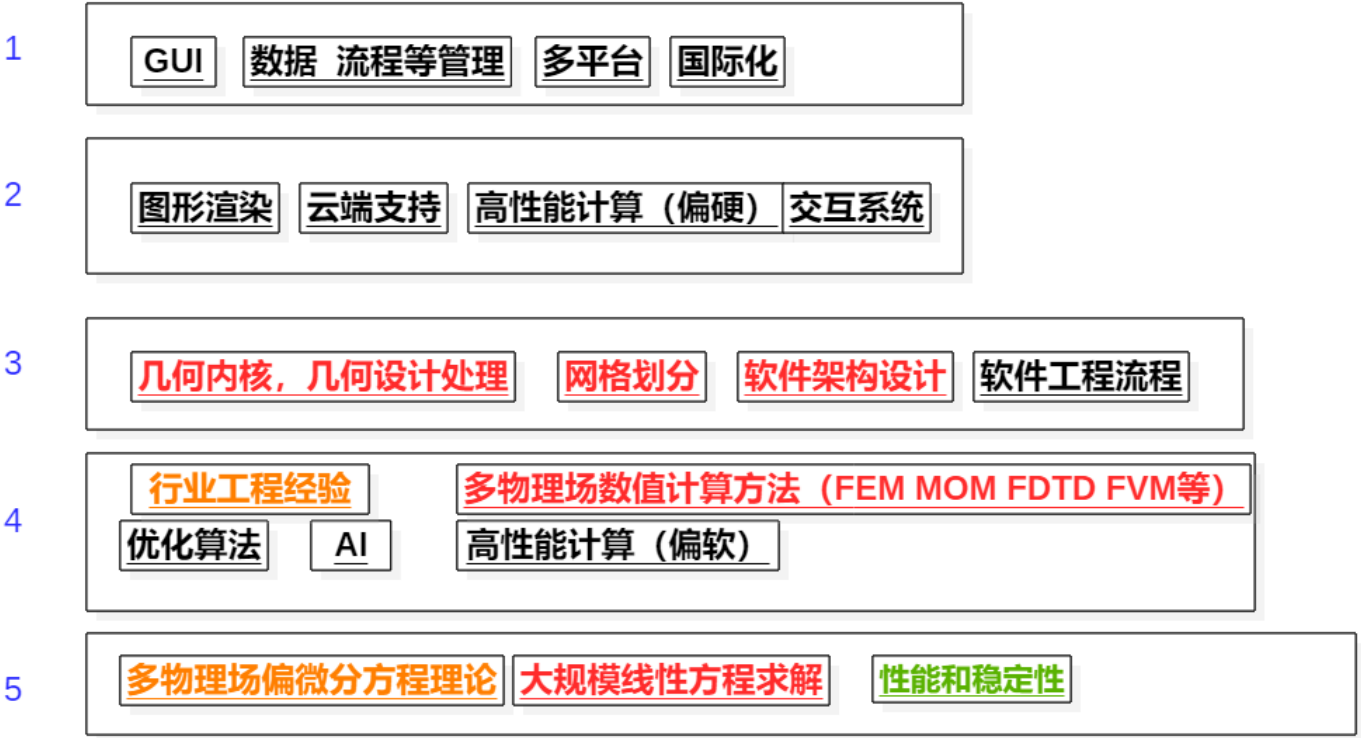 1
GUI 数据 流程等管理 多平台 国际化
2
图形渲染 云端支持 高性能计算（偏硬） 交互系统
3
几何内核，几何设计处理 网格划分 软件架构设计 软件工程流程
4
行业工程经验 多物理场数值计算方法（FEM MOM FDTD FVM等）
优化算法 AI 高性能计算（偏软）
5
多物理场偏微分方程理论 大规模线性方程求解 性能和稳定性